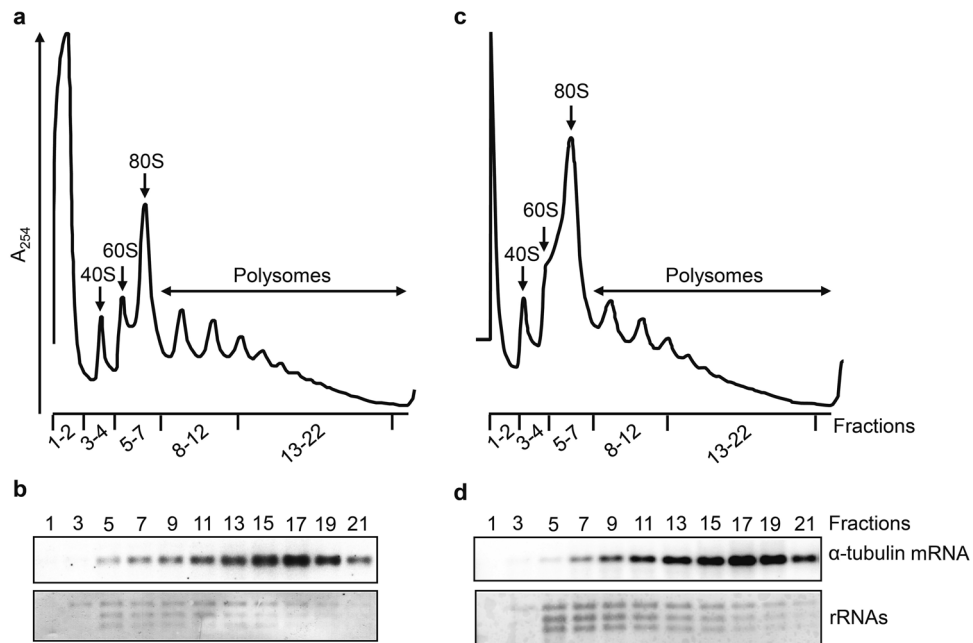 a
A254
40S
60S
80S
Polysomes
1-2
3-4
5-7
8-12
13-22
c
40S
60S
80S
Polysomes
1-2
3-4
5-7
8-12
13-22
Fractions
b
1 3 5 7 9 11 13 15 17 19 21
d
1 3 5 7 9 11 13 15 17 19 21 Fractions
α-tubulin mRNA
rRNAs